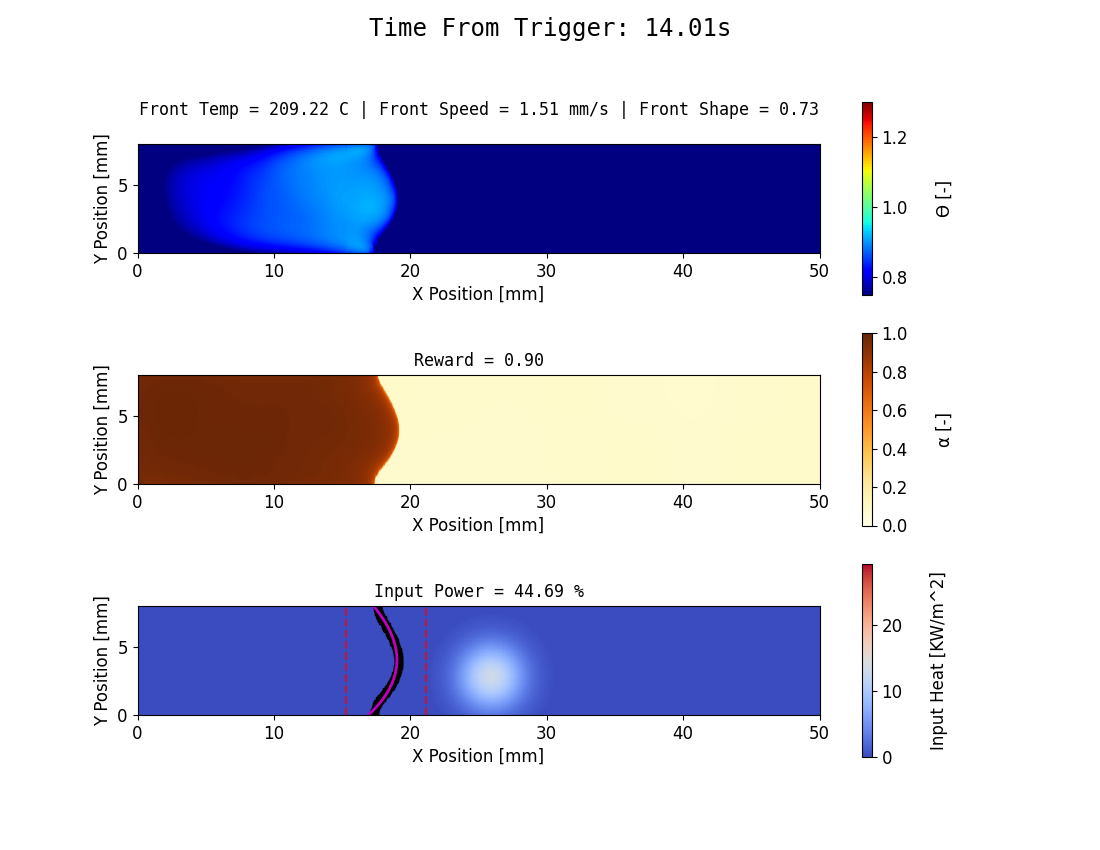 Time From Trigger: 14.01s
Front Temp = 209.22 C | Front Speed = 1.51 mm/s | Front Shape = 0.73
Y Position [mm]
5
0
0 10 20 30 40 50
X Position [mm]
1.2
1.0
0.8
ϴ [-]
Reward = 0.90
Y Position [mm]
5
0
0 10 20 30 40 50
X Position [mm]
1.0
0.8
0.6
0.4
0.2
0.0
α [-]
Input Power = 44.69 %
Y Position [mm]
5
0
0 10 20 30 40 50
X Position [mm]
20
10
0
Input Heat [KW/m^2]